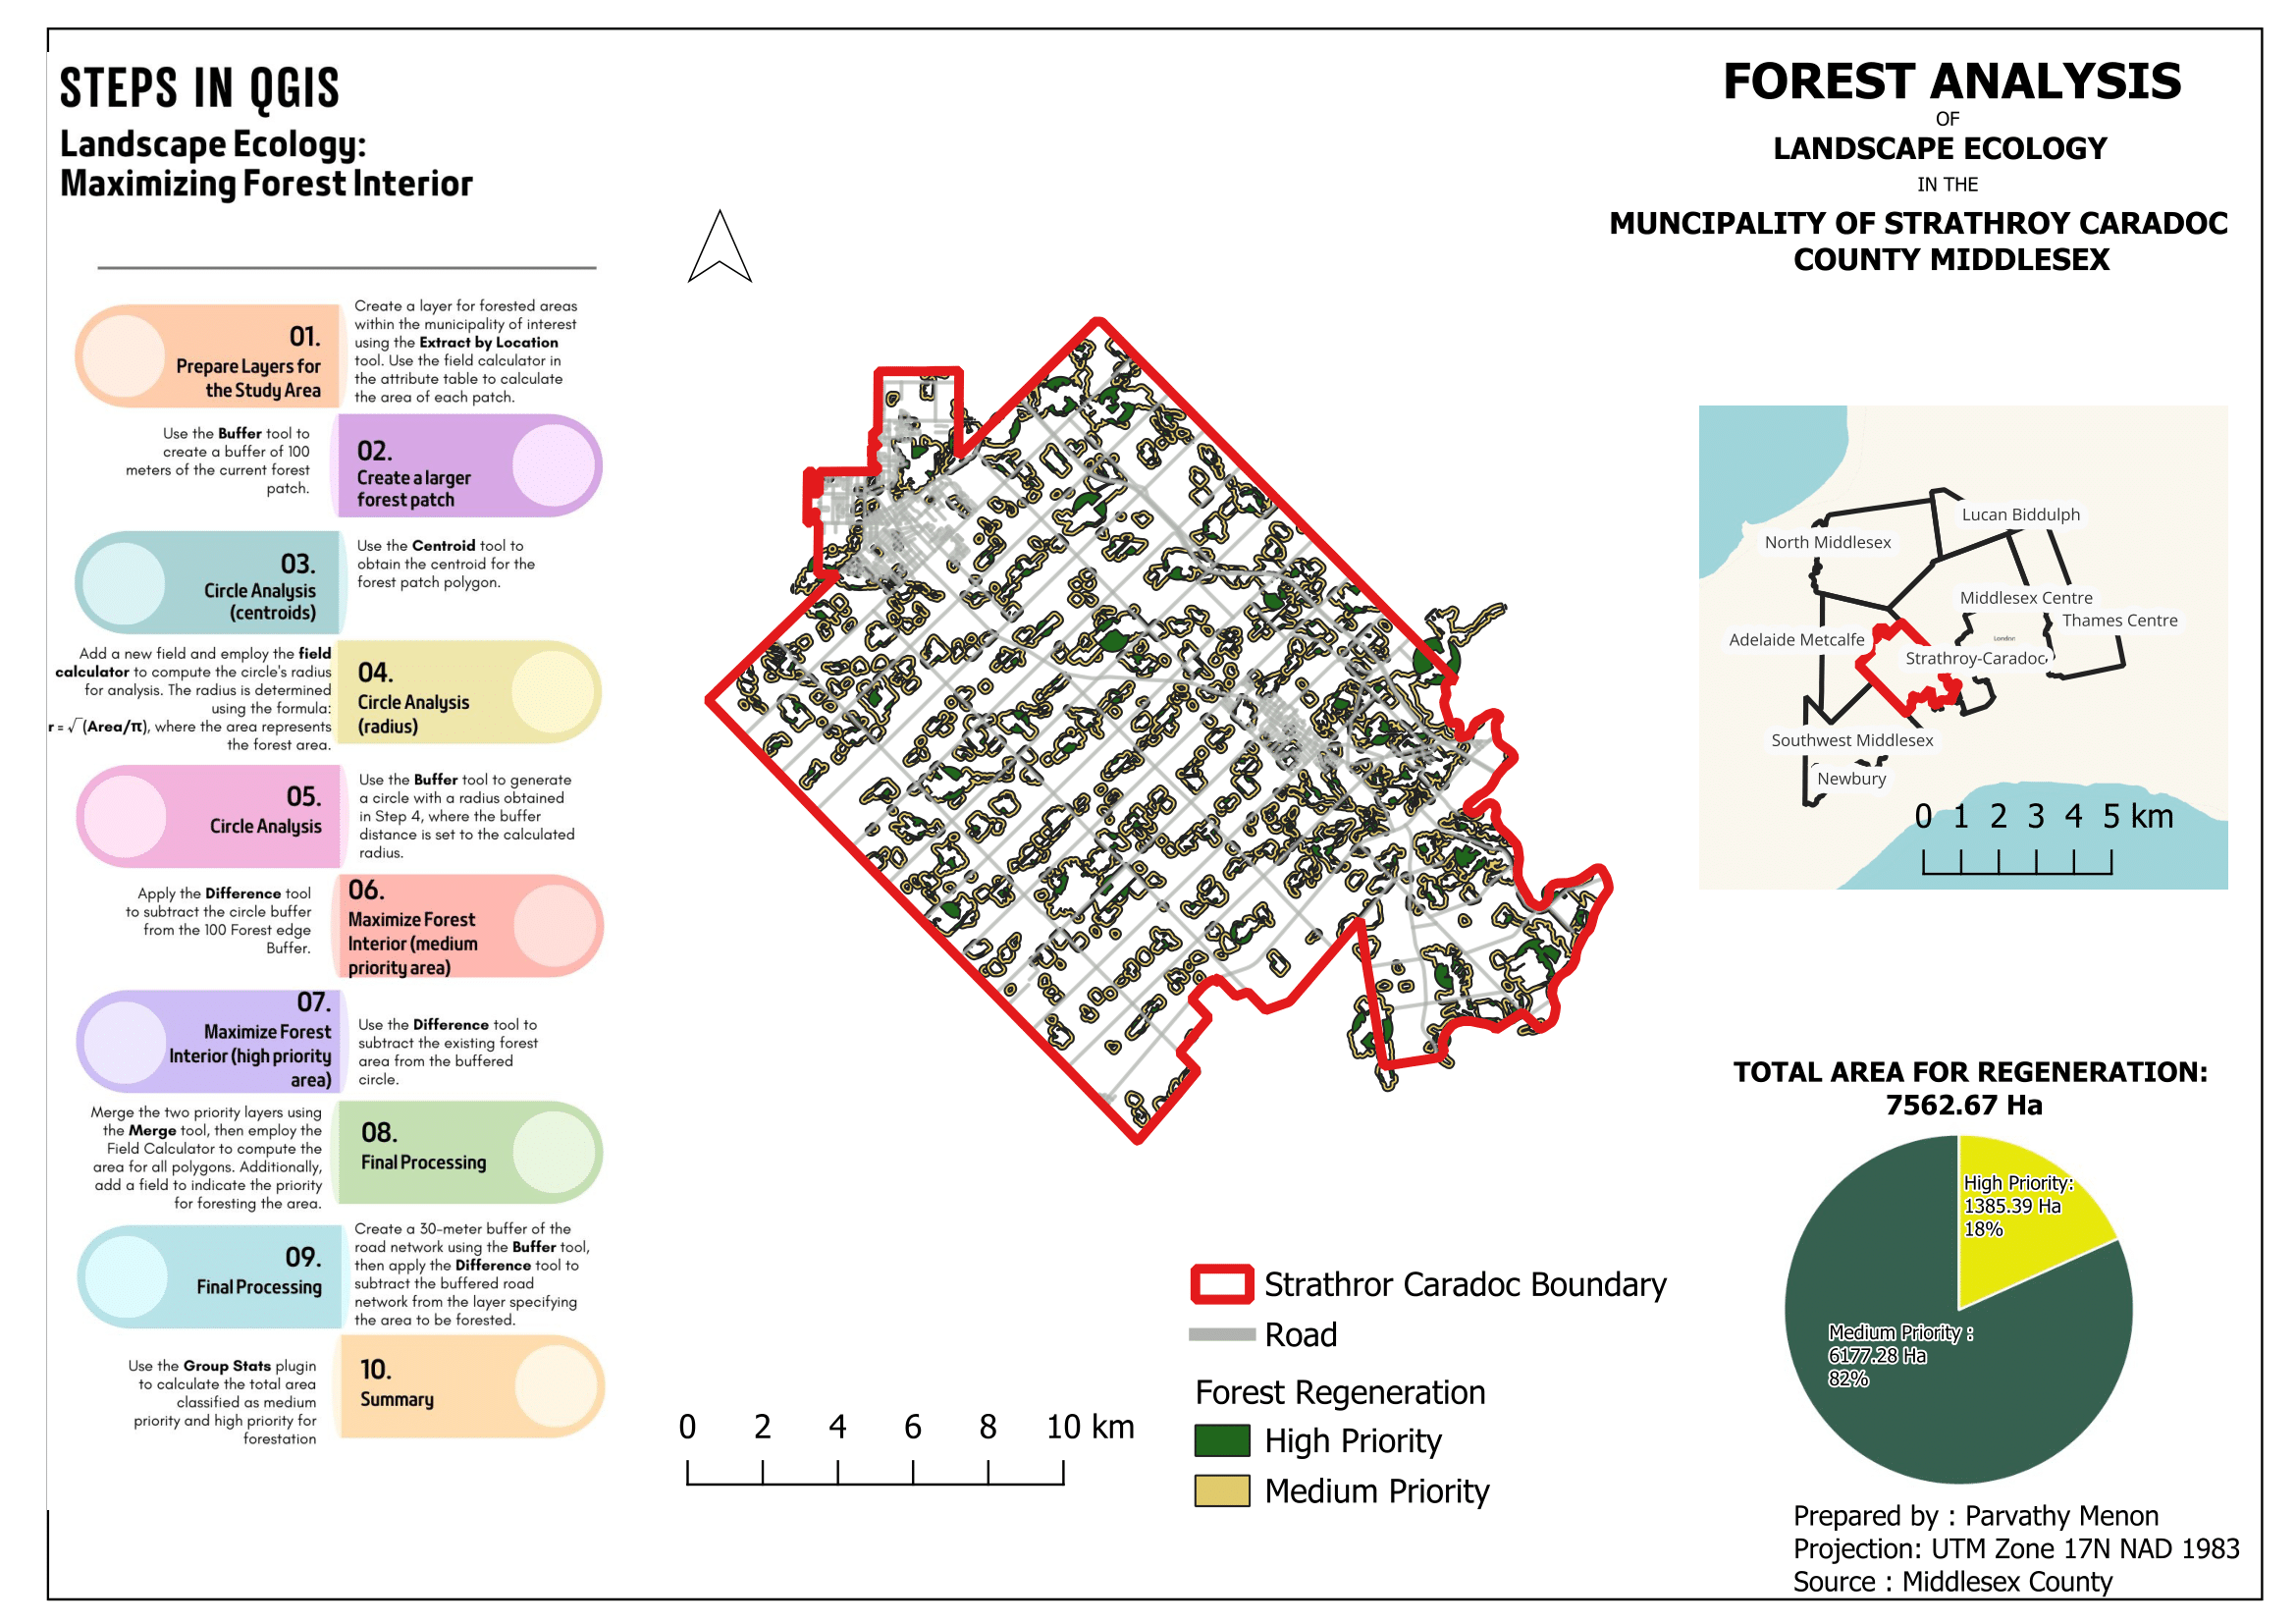 STEPS IN QGIS
Landscape Ecology:
Maximizing Forest Interior
01.
Prepare Layers for
the Study Area
Create a layer for forested areas
within the municipality of interest
using the Extract by Location
tool. Use the field calculator in
the attribute table to calculate
the area of each patch.
Use the Buffer tool to
create a buffer of 100
meters of the current forest
patch.
02.
Create a larger
forest patch
03.
Circle Analysis
(centroids)
Use the Centroid tool to
obtain the centroid for the
forest patch polygon.
Add a new field and employ the field
calculator to compute the circle's radius
for analysis. The radius is determined
using the formula:
r = √ (Area/π), where the area represents
the forest area.
04.
Circle Analysis
(radius)
05.
Circle Analysis
Use the Buffer tool to generate
a circle with a radius obtained
in Step 4, where the buffer
distance is set to the calculated
radius.
Apply the Difference tool
to subtract the circle buffer
from the 100 Forest edge
Buffer.
06.
Maximize Forest
Interior (medium
priority area)
07.
Maximize Forest
Interior (high priority
area)
Use the Difference tool to
subtract the existing forest
area from the buffered
circle.
Merge the two priority layers using
the Merge tool, then employ the
Field Calculator to compute the
area for all polygons. Additionally,
add a field to indicate the priority
for foresting the area.
08.
Final Processing
09.
Final Processing
Create a 30-meter buffer of the
road network using the Buffer tool,
then apply the Difference tool to
subtract the buffered road
network from the layer specifying
the area to be forested.
Use the Group Stats plugin
to calculate the total area
classified as medium
priority and high priority for
forestation
10.
Summary
0 2 4 6 8 10 km
Strathror Caradoc Boundary
Road
Forest Regeneration
High Priority
Medium Priority
FOREST ANALYSIS
OF
LANDSCAPE ECOLOGY
IN THE
MUNCIPALITY OF STRATHROY CARADOC
COUNTY MIDDLESEX
Lucan Biddulph
North Middlesex
Middlesex Centre
Thames Centre
London
Adelaide Metcalfe
Strathroy-Caradoc
Southwest Middlesex
Newbury
0 1 2 3 4 5 km
TOTAL AREA FOR REGENERATION:
7562.67 Ha
High Priority:
1385.39 Ha
18%
Medium Priority :
6177.28 Ha
82%
Prepared by : Parvathy Menon
Projection: UTM Zone 17N NAD 1983
Source : Middlesex County